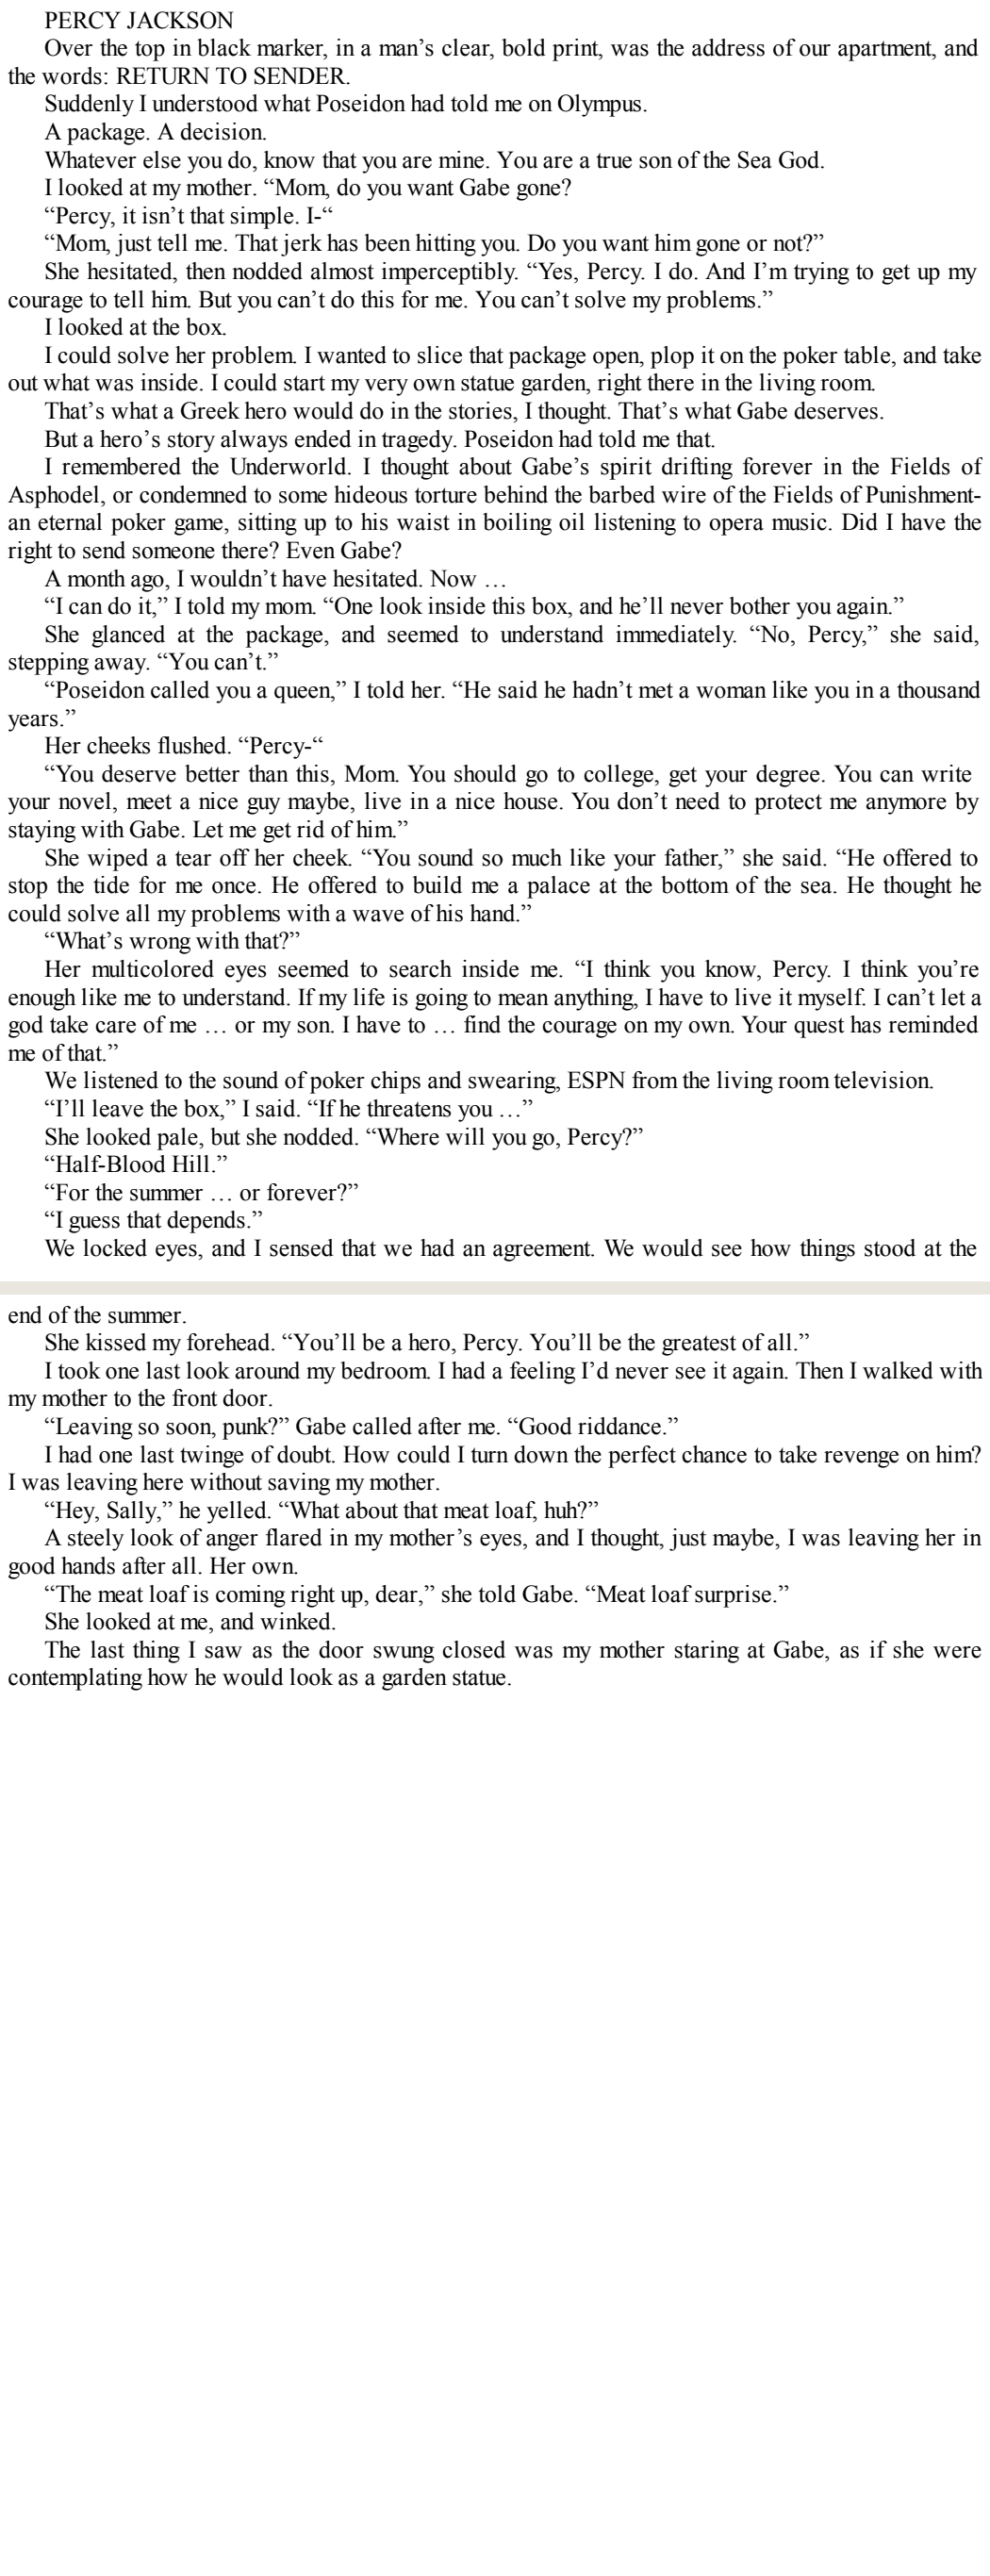 PERCY JACKSON
Over the top in black marker, in a man’s clear, bold print, was the address of our apartment, and
the words: RETURN TO SENDER.
Suddenly I understood what Poseidon had told me on Olympus.
A package. A decision.
Whatever else you do, know that you are mine. You are a true son of the Sea God.
I looked at my mother. “Mom, do you want Gabe gone?
“Percy, it isn’t that simple. I-“
“Mom, just tell me. That jerk has been hitting you. Do you want him gone or not?”
She hesitated, then nodded almost imperceptibly. “Yes, Percy. I do. And I’m trying to get up my
courage to tell him. But you can’t do this for me. You can’t solve my problems.”
I looked at the box.
I could solve her problem. I wanted to slice that package open, plop it on the poker table, and take
out what was inside. I could start my very own statue garden, right there in the living room.
That’s what a Greek hero would do in the stories, I thought. That’s what Gabe deserves.
But a hero’s story always ended in tragedy. Poseidon had told me that.
I remembered the Underworld. I thought about Gabe’s spirit drifting forever in the Fields of
Asphodel, or condemned to some hideous torture behind the barbed wire of the Fields of Punishment-
an eternal poker game, sitting up to his waist in boiling oil listening to opera music. Did I have the
right to send someone there? Even Gabe?
A month ago, I wouldn’t have hesitated. Now …
“I can do it,” I told my mom. “One look inside this box, and he’ll never bother you again.”
She glanced at the package, and seemed to understand immediately. “No, Percy,” she said,
stepping away. “You can’t.”
“Poseidon called you a queen,” I told her. “He said he hadn’t met a woman like you in a thousand
years.”
Her cheeks flushed. “Percy-“
“You deserve better than this, Mom. You should go to college, get your degree. You can write
your novel, meet a nice guy maybe, live in a nice house. You don’t need to protect me anymore by
staying with Gabe. Let me get rid of him.”
She wiped a tear off her cheek. “You sound so much like your father,” she said. “He offered to
stop the tide for me once. He offered to build me a palace at the bottom of the sea. He thought he
could solve all my problems with a wave of his hand.”
“What’s wrong with that?”
Her multicolored eyes seemed to search inside me. “I think you know, Percy. I think you’re
enough like me to understand. If my life is going to mean anything, I have to live it myself. I can’t let a
god take care of me … or my son. I have to … find the courage on my own. Your quest has reminded
me of that.”
We listened to the sound of poker chips and swearing, ESPN from the living room television.
“I’ll leave the box,” I said. “If he threatens you …”
She looked pale, but she nodded. “Where will you go, Percy?”
“Half-Blood Hill.”
“For the summer … or forever?”
“I guess that depends.”
We locked eyes, and I sensed that we had an agreement. We would see how things stood at the
end of the summer.
She kissed my forehead. “You’ll be a hero, Percy. You’ll be the greatest of all.”
I took one last look around my bedroom. I had a feeling I’d never see it again. Then I walked with
my mother to the front door.
“Leaving so soon, punk?” Gabe called after me. “Good riddance.”
I had one last twinge of doubt. How could I turn down the perfect chance to take revenge on him?
I was leaving here without saving my mother.
“Hey, Sally,” he yelled. “What about that meat loaf, huh?”
A steely look of anger flared in my mother’s eyes, and I thought, just maybe, I was leaving her in
good hands after all. Her own.
“The meat loaf is coming right up, dear,” she told Gabe. “Meat loaf surprise.”
She looked at me, and winked.
The last thing I saw as the door swung closed was my mother staring at Gabe, as if she were
contemplating how he would look as a garden statue.